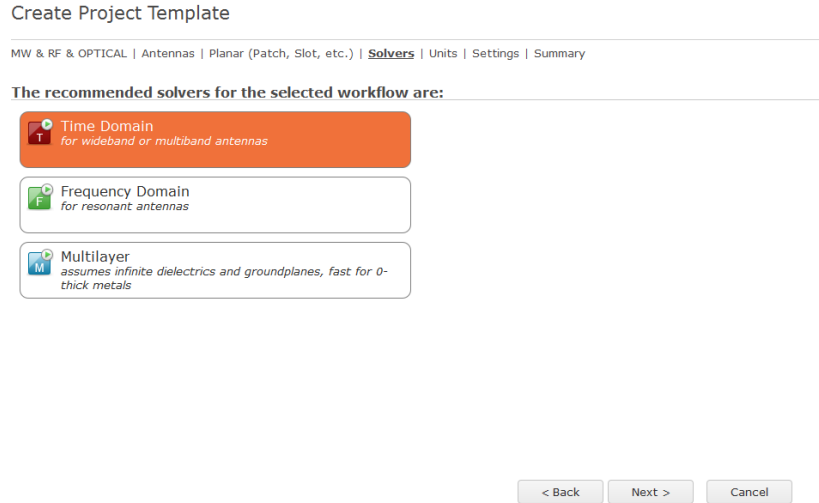 Create Project Template
MW & RF & OPTICAL | Antennas | Planar (Patch, Slot, etc.) | Solvers | Units | Settings | Summary
The recommended solvers for the selected workflow are:
T
Time Domain
for wideband or multiband antennas
F
Frequency Domain
for resonant antennas
M
Multilayer
assumes infinite dielectrics and groundplanes, fast for 0-
thick metals
< Back
Next >
Cancel